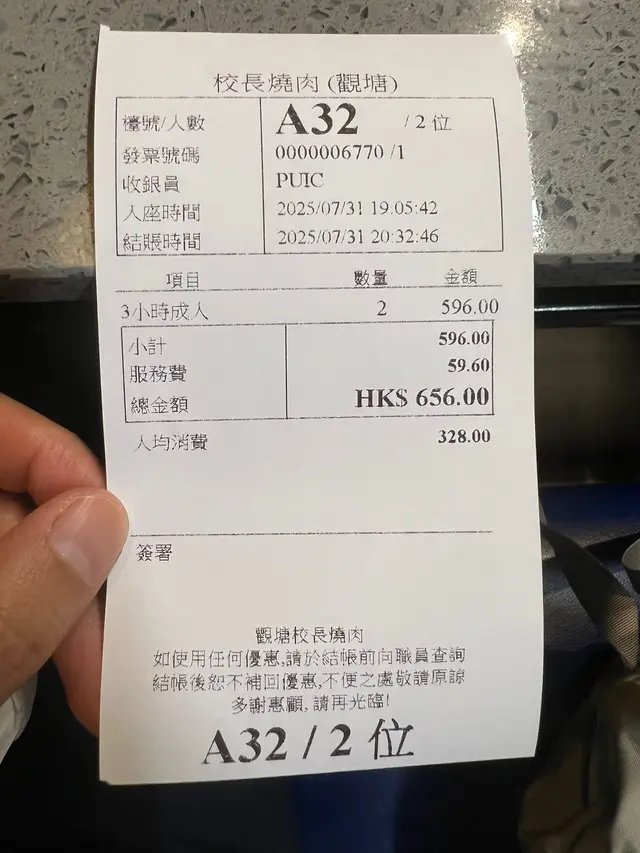 校長燒肉 (觀塘)
檯號/人數 A32 / 2 位
發票號碼 0000006770 /1
收銀員 PUIC
入座時間 2025/07/31 19:05:42
結賬時間 2025/07/31 20:32:46
項目 數量 金額
3小時成人 2 596.00
小計 596.00
服務費 59.60
總金額 HK$ 656.00
人均消費 328.00
簽署
觀塘校長燒肉
如使用任何優惠,請於結帳前向職員查詢
結帳後恕不補回優惠,不便之處敬請原諒
多謝惠顧, 請再光臨!
A32 / 2 位